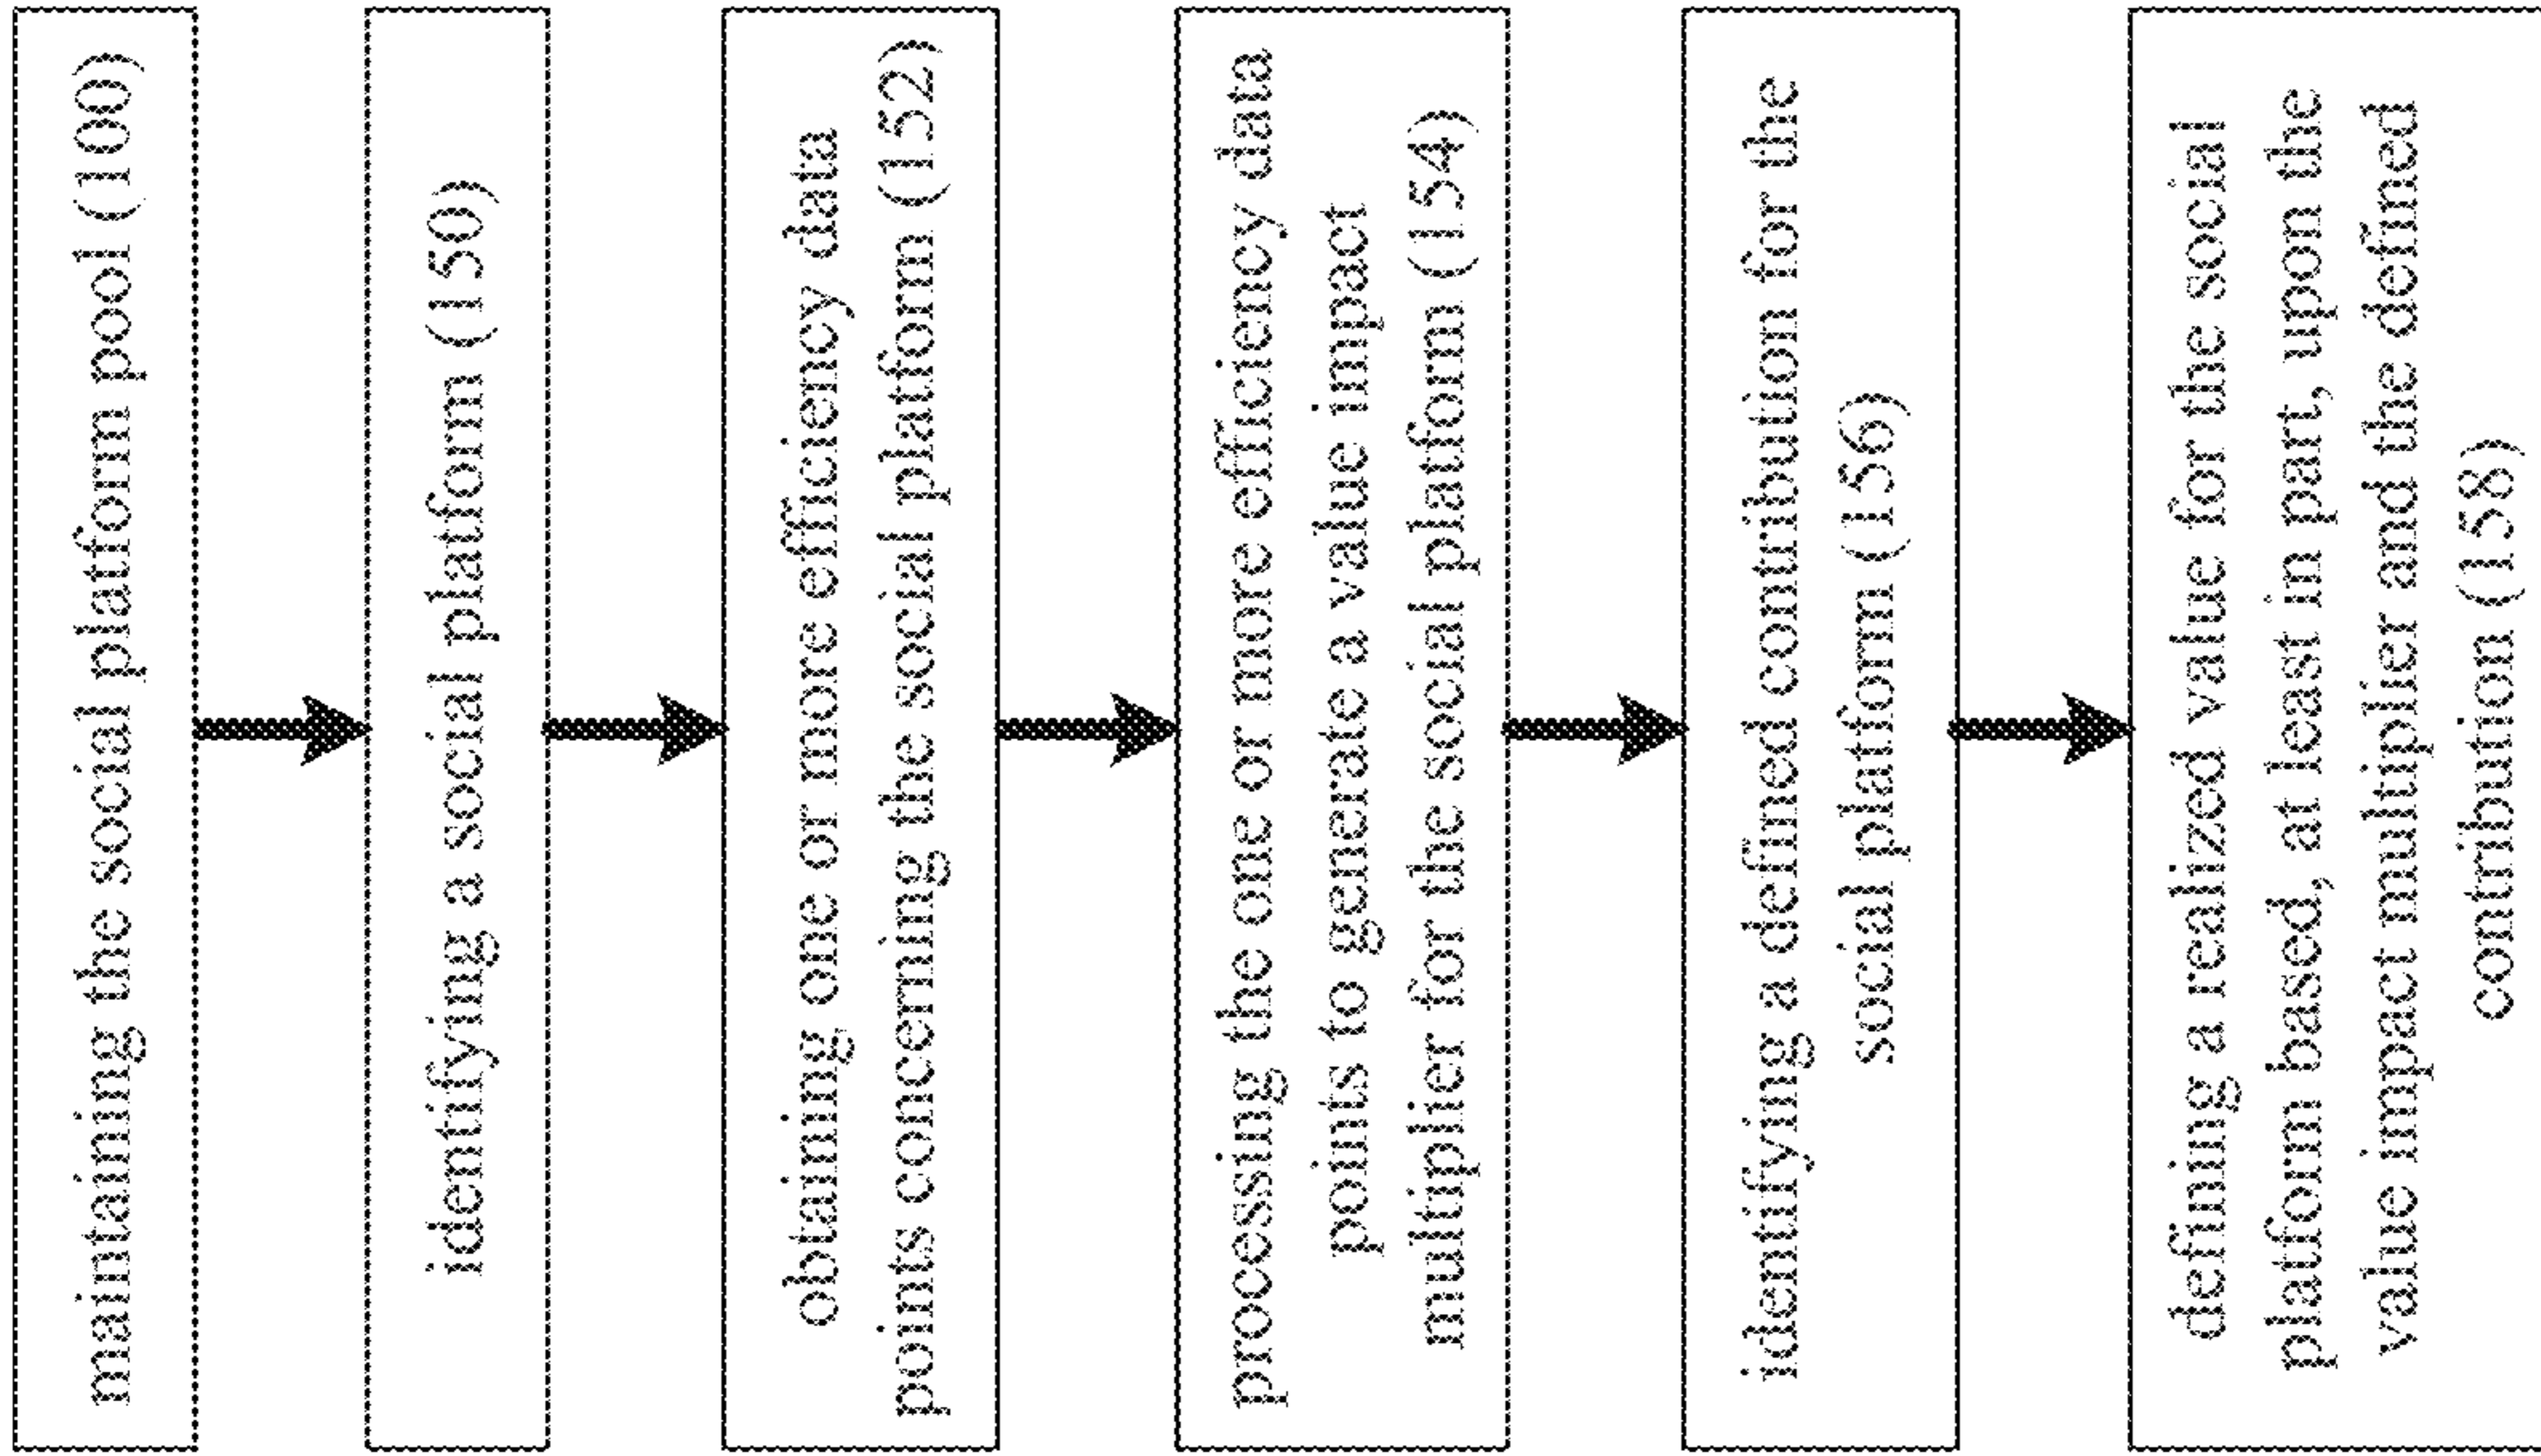 maintaining the social platform pool (100)
identifying a social platform (150)
obtaining one or more efficiency data
points concerning the social platform (152)
processing the one or more efficiency data
points to generate a value impact
multiplier for the social platform (154)
identifying a defined contribution for the
social platform (156)
defining a realized value for the social
platform based, at least in part, upon the
value impact multiplier and the defined
contribution (158)